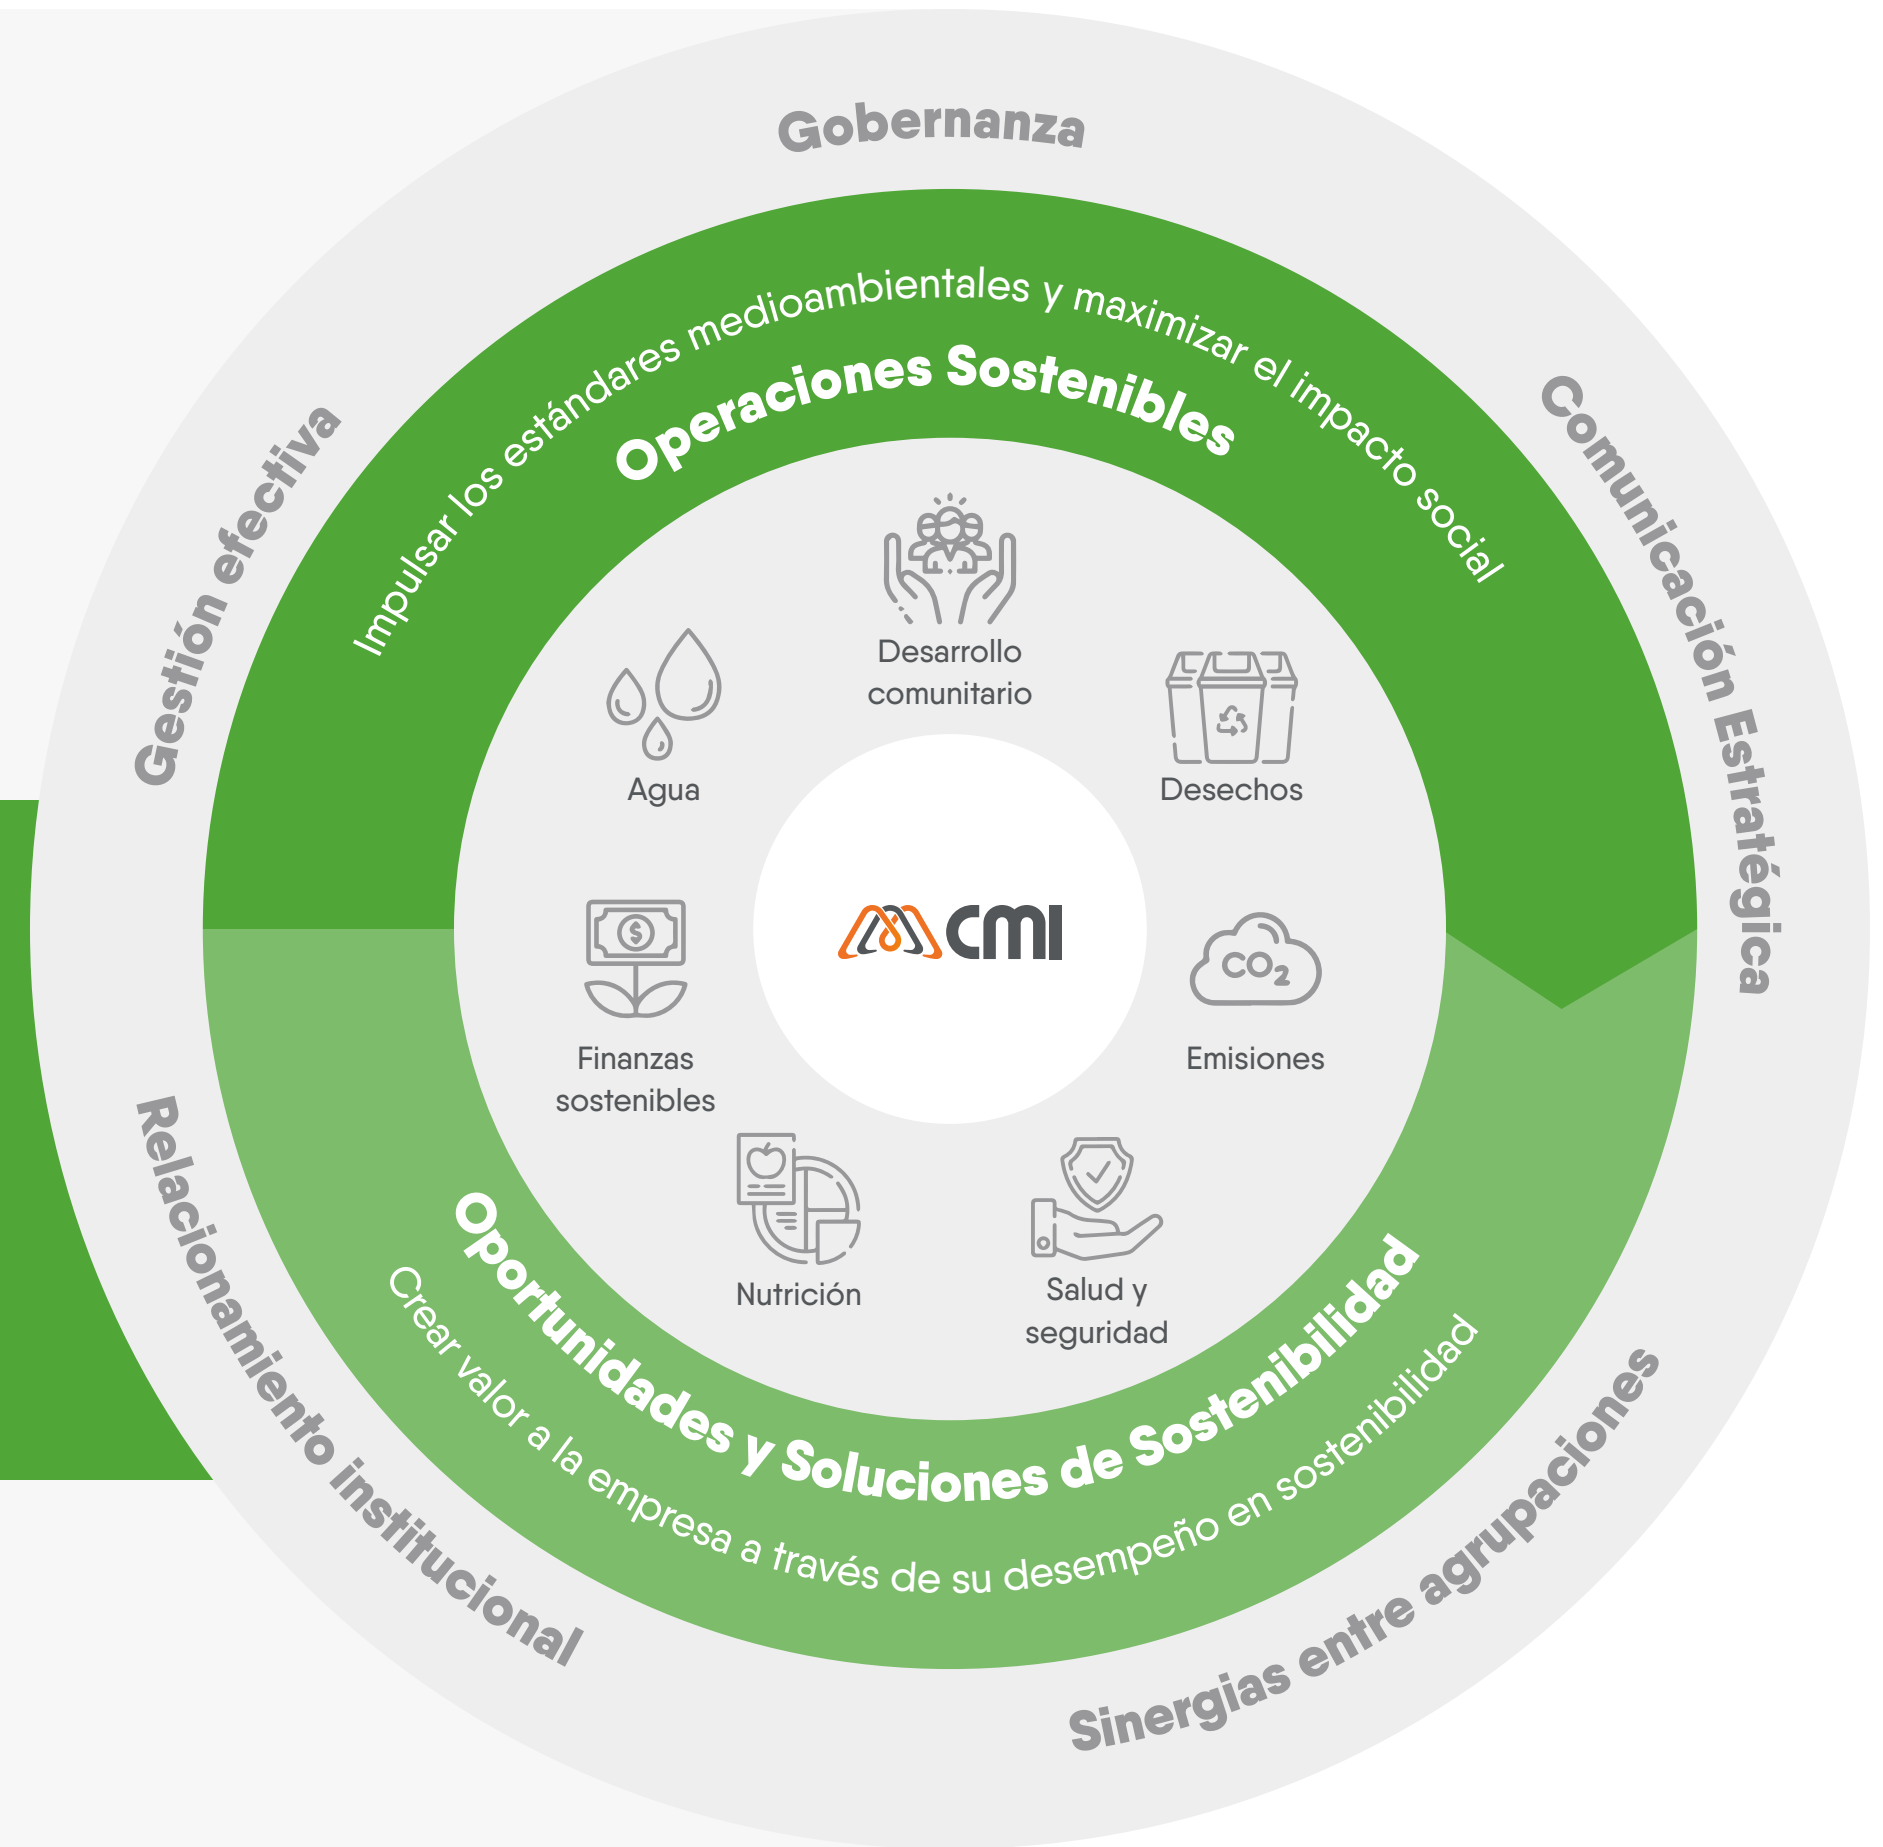 Gobernanza
Comunicación Estratégica
Sinergias entre agrupaciones
Relacionamiento institucional
Gestión efectiva
Impulsar los estándares medioambientales y maximizar el impacto social
Operaciones Sostenibles
Desarrollo
comunitario
Agua
Desechos
CMI
Finanzas
sostenibles
CO2
Emisiones
Nutrición
Salud y
seguridad
Oportunidades y Soluciones de Sostenibilidad
Crear valor a la empresa a través de su desempeño en sostenibilidad